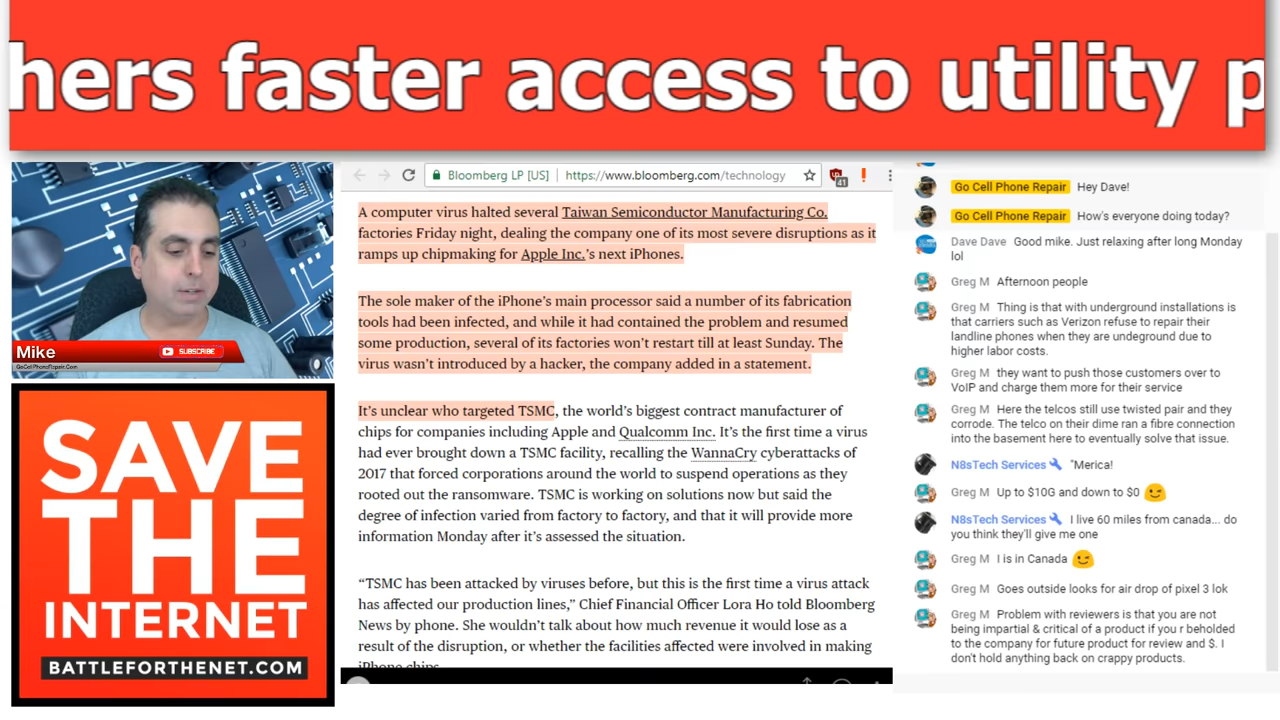 hers faster access to utility p
Mike
SUBSCRIBE
GoCellPhoneRepair.Com
SAVE
THE
INTERNET
BATTLEFORTHENET.COM
Bloomberg LP [US] | https://www.bloomberg.com/technology
41
A computer virus halted several Taiwan Semiconductor Manufacturing Co.
factories Friday night, dealing the company one of its most severe disruptions as it
ramps up chipmaking for Apple Inc.'s next iPhones.
The sole maker of the iPhone's main processor said a number of its fabrication
tools had been infected, and while it had contained the problem and resumed
some production, several of its factories won't restart till at least Sunday. The
virus wasn't introduced by a hacker, the company added in a statement.
It's unclear who targeted TSMC, the world's biggest contract manufacturer of
chips for companies including Apple and Qualcomm Inc. It's the first time a virus
had ever brought down a TSMC facility, recalling the WannaCry cyberattacks of
2017 that forced corporations around the world to suspend operations as they
rooted out the ransomware. TSMC is working on solutions now but said the
degree of infection varied from factory to factory, and that it will provide more
information Monday after it's assessed the situation.
“TSMC has been attacked by viruses before, but this is the first time a virus attack
has affected our production lines,” Chief Financial Officer Lora Ho told Bloomberg
News by phone. She wouldn't talk about how much revenue it would lose as a
result of the disruption, or whether the facilities affected were involved in making
iPhone chips.
Go Cell Phone Repair Hey Dave!
Go Cell Phone Repair How's everyone doing today?
Dave Dave Good mike. Just relaxing after long Monday
lol
Greg M Afternoon people
Greg M Thing is that with underground installations is
is that carriers such as Verizon refuse to repair their
landline phones when they are undeground due to
higher labor costs.
Greg M they want to push those customers over to
VoIP and charge them more for their service
Greg M Here the telcos still use twisted pair and they
corrode. The telco on their dime ran a fibre connection
into the basement here to eventually solve that issue.
N8sTech Services "Merica!
Greg M Up to $10G and down to $0 😉
N8sTech Services I live 60 miles from canada... do
you think they'll give me one
Greg M I is in Canada 😉
Greg M Goes outside looks for air drop of pixel 3 lok
Greg M Problem with reviewers is that you are not
being impartial & critical of a product if you r beholded
to the company for future product for review and $. I
don't hold anything back on crappy products.